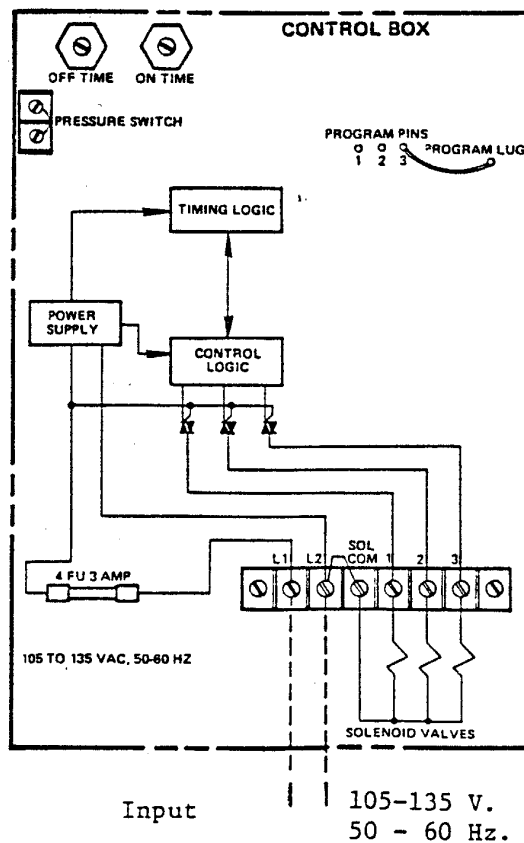 CONTROL BOX
OFF TIME
ON TIME
PRESSURE SWITCH
PROGRAM PINS
1 2 3
PROGRAM LUG
TIMING LOGIC
POWER
SUPPLY
CONTROL
LOGIC
4 FU 3 AMP
L1 L2 SOL
COM 1 2 3
105 TO 135 VAC, 50-60 HZ
SOLENOID VALVES
Input
105-135 V.
50 - 60 Hz.